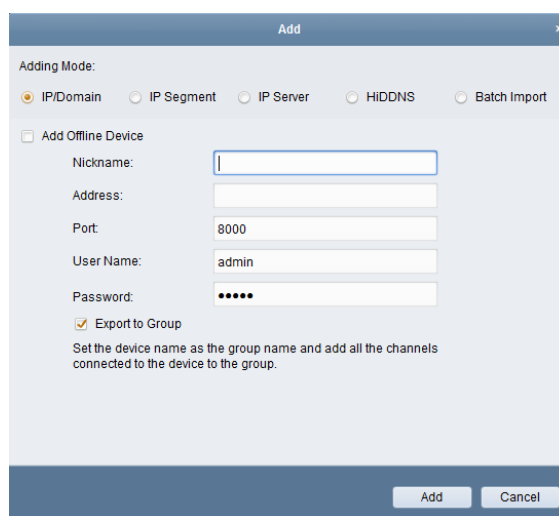 Add
Adding Mode:
IP/Domain IP Segment IP Server HiDDNS Batch Import
Add Offline Device
Nickname:
Address:
Port: 8000
User Name: admin
Password: •••••
Export to Group
Set the device name as the group name and add all the channels
connected to the device to the group.
Add Cancel